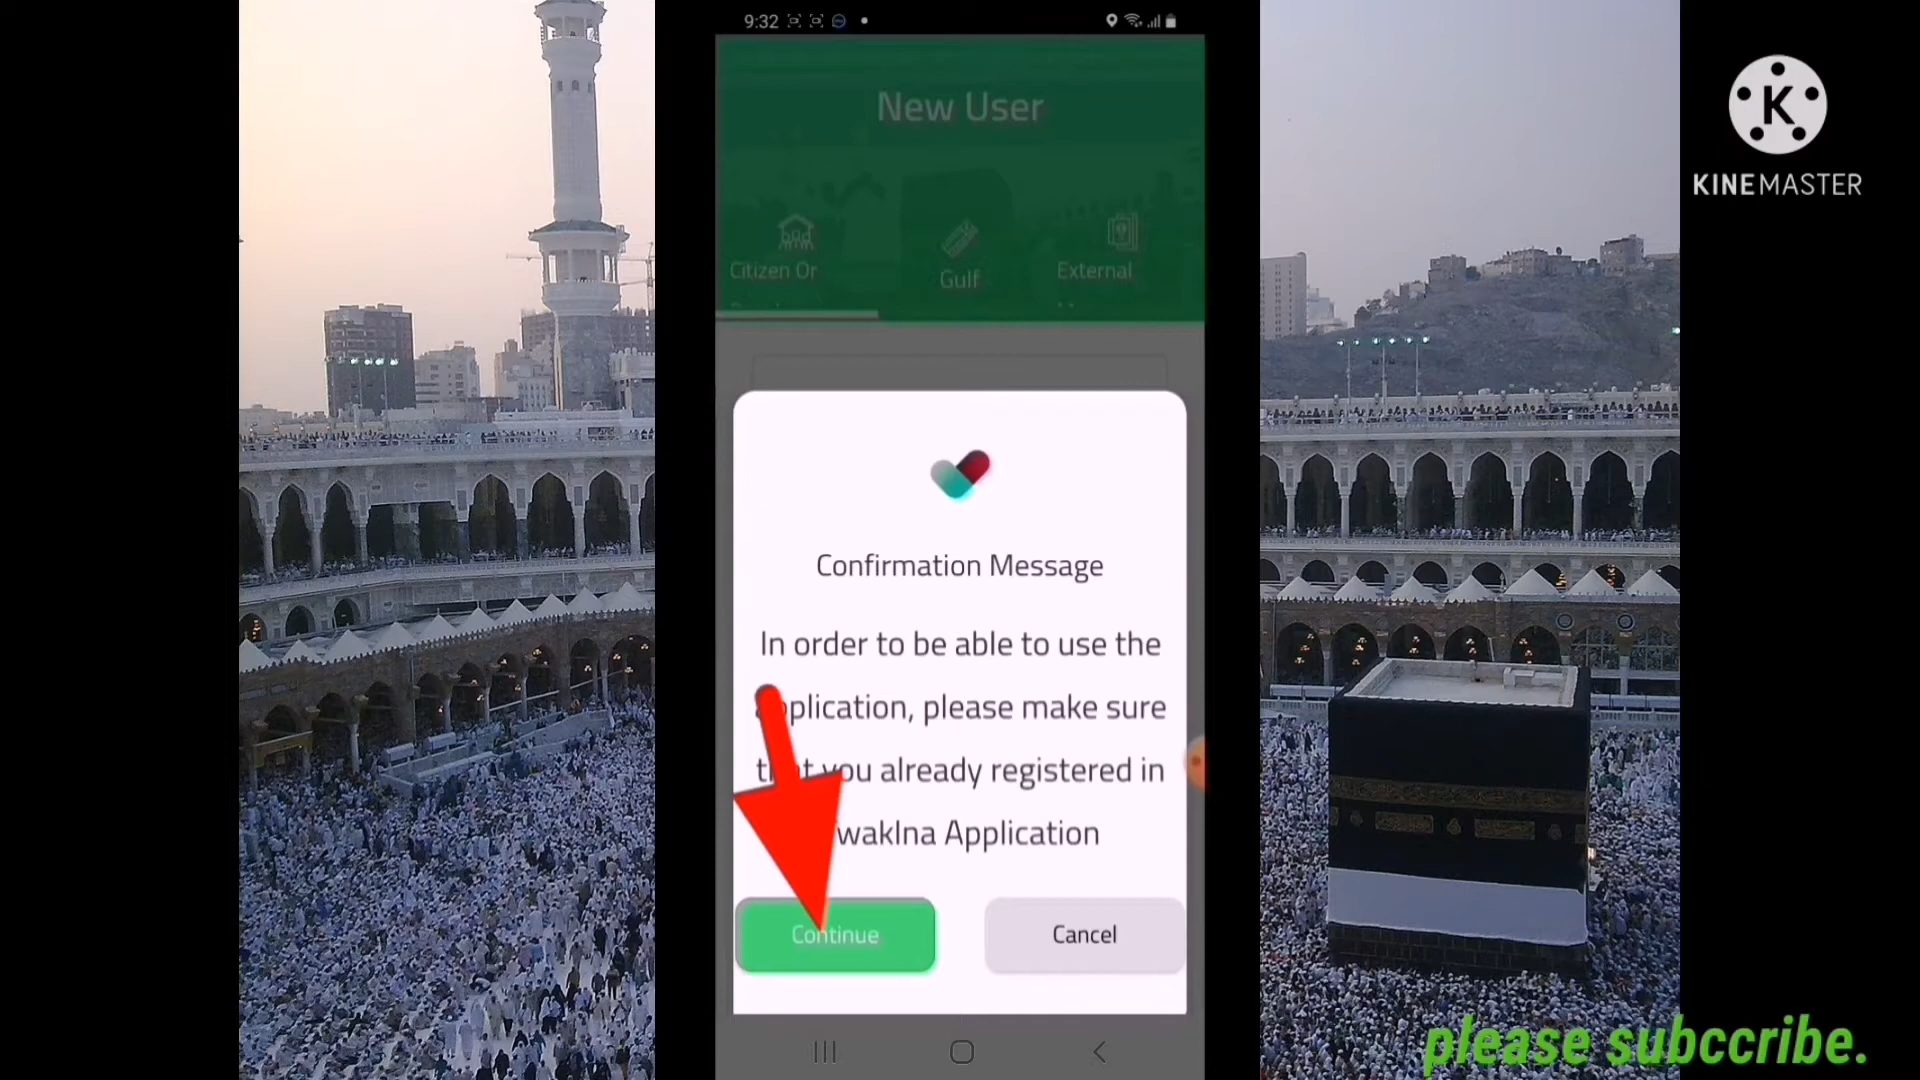 9:32
New User
Citizen Or
Gulf
External
Confirmation Message
In order to be able to use the
plication, please make sure
you already registered in
waklna Application
Continue
Cancel
KINEMASTER
please subccribe.